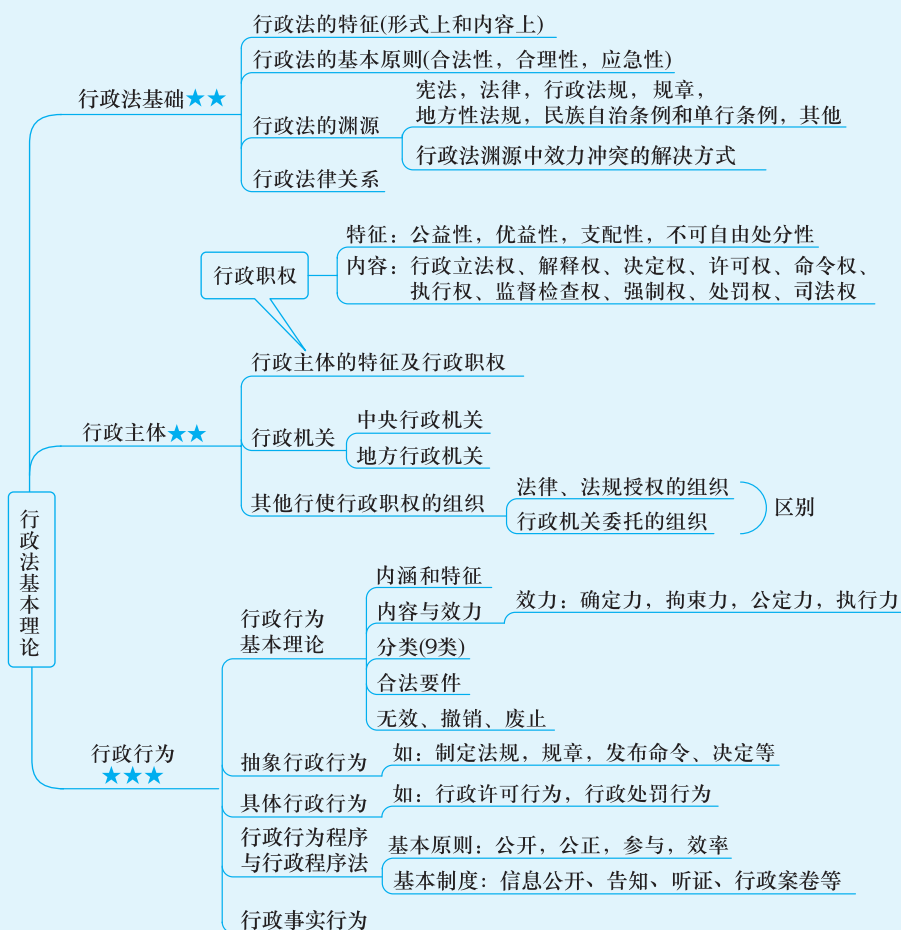 行政法基本理论
行政法基础★★
行政法的特征(形式上和内容上)
行政法的基本原则(合法性，合理性，应急性)
行政法的渊源
宪法，法律，行政法规，规章，
地方性法规，民族自治条例和单行条例，其他
行政法渊源中效力冲突的解决方式
行政法律关系
行政职权
特征：公益性，优益性，支配性，不可自由处分性
内容：行政立法权、解释权、决定权、许可权、命令权、
执行权、监督检查权、强制权、处罚权、司法权
行政主体★★
行政主体的特征及行政职权
行政机关
中央行政机关
地方行政机关
其他行使行政职权的组织
法律、法规授权的组织
行政机关委托的组织
区别
行政行为
★★★
行政行为
基本理论
内涵和特征
内容与效力
效力：确定力，拘束力，公定力，执行力
分类(9类)
合法要件
无效、撤销、废止
抽象行政行为
如：制定法规，规章，发布命令、决定等
具体行政行为
如：行政许可行为，行政处罚行为
行政行为程序
与行政程序法
基本原则：公开，公正，参与，效率
基本制度：信息公开、告知、听证、行政案卷等
行政事实行为